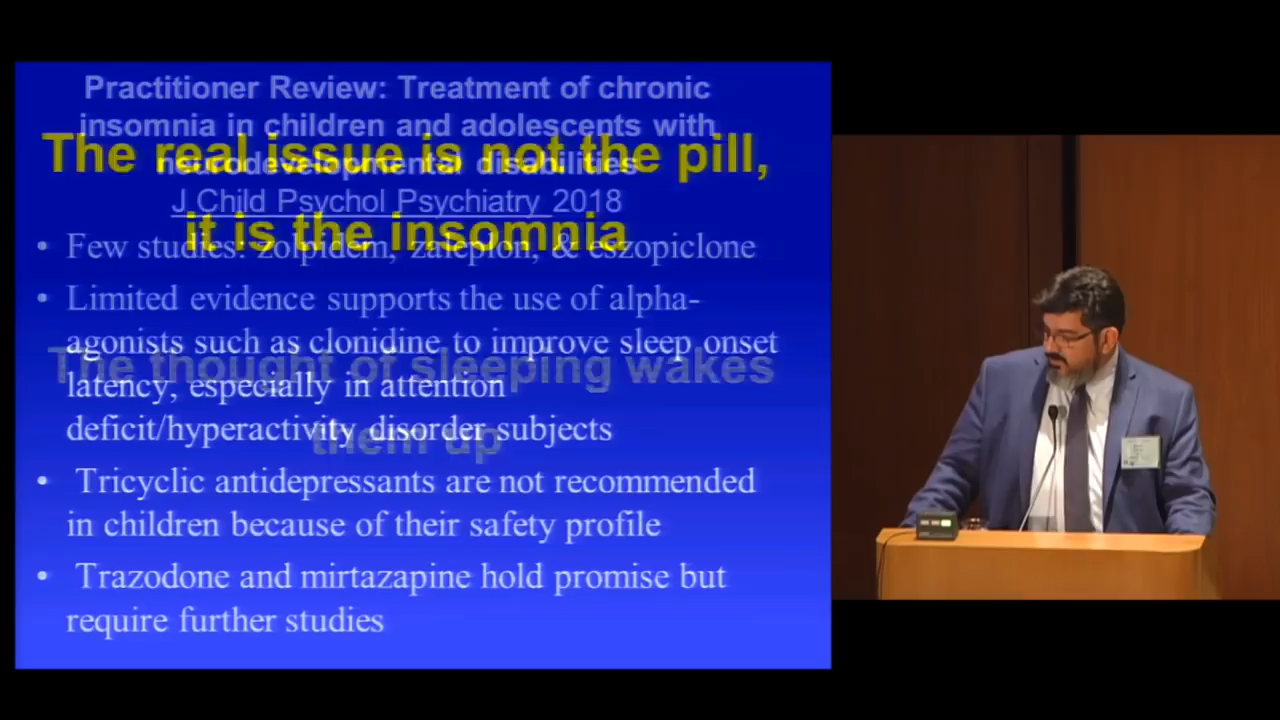 Practitioner Review: Treatment of chronic
insomnia in children and adolescents with
neurodevelopmental disabilities
J Child Psychol Psychiatry 2018
• Few studies: zolpidem, zaleplon, & eszopiclone
• Limited evidence supports the use of alpha-
agonists such as clonidine to improve sleep onset
latency, especially in attention
deficit/hyperactivity disorder subjects
• Tricyclic antidepressants are not recommended
in children because of their safety profile
• Trazodone and mirtazapine hold promise but
require further studies
The real issue is not the pill,
it is the insomnia
The thought of sleeping wakes
them up